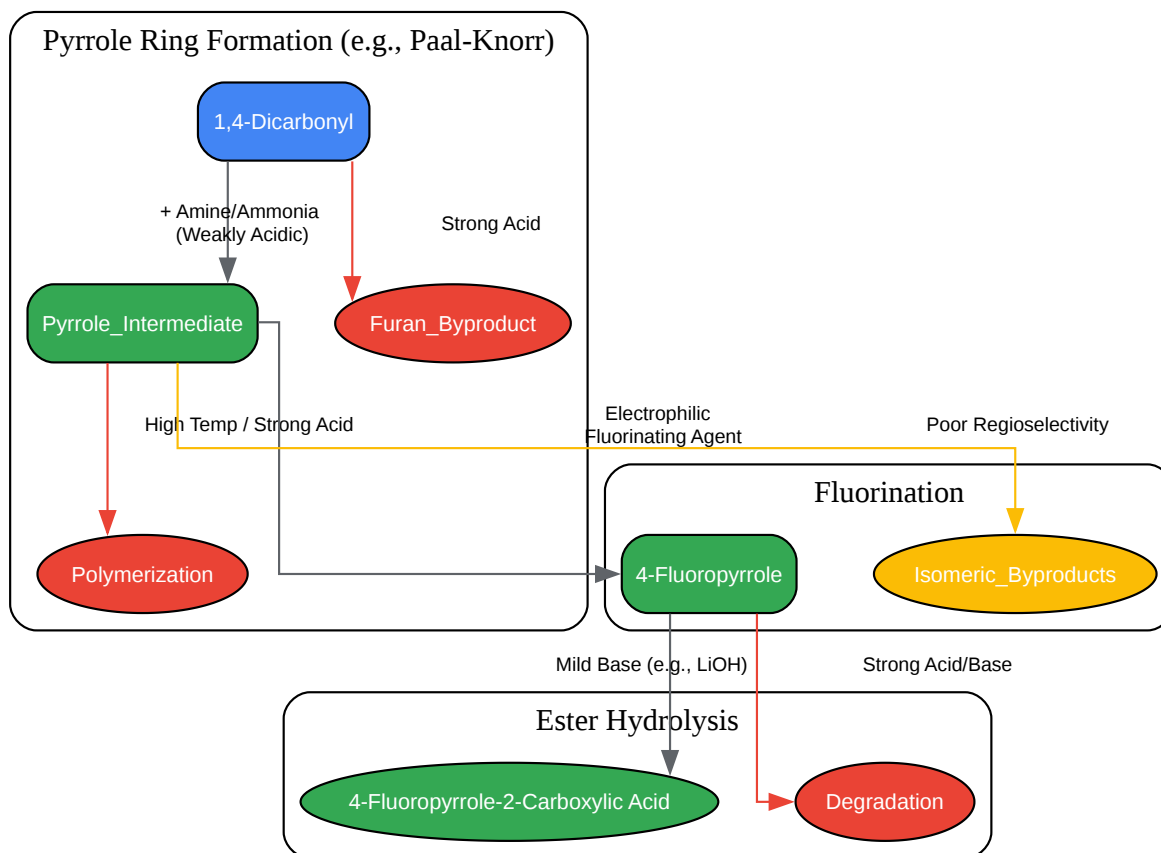 Pyrrole Ring Formation (e.g., Paal-Knorr)
1,4-Dicarbonyl
+ Amine/Ammonia
(Weakly Acidic)
Strong Acid
Pyrrole_Intermediate
Furan_Byproduct
High Temp / Strong Acid
Electrophilic
Fluorinating Agent
Poor Regioselectivity
Fluorination
Polymerization
4-Fluoropyrrole
Isomeric_Byproducts
Mild Base (e.g., LiOH)
Strong Acid/Base
Ester Hydrolysis
4-Fluoropyrrole-2-Carboxylic Acid
Degradation